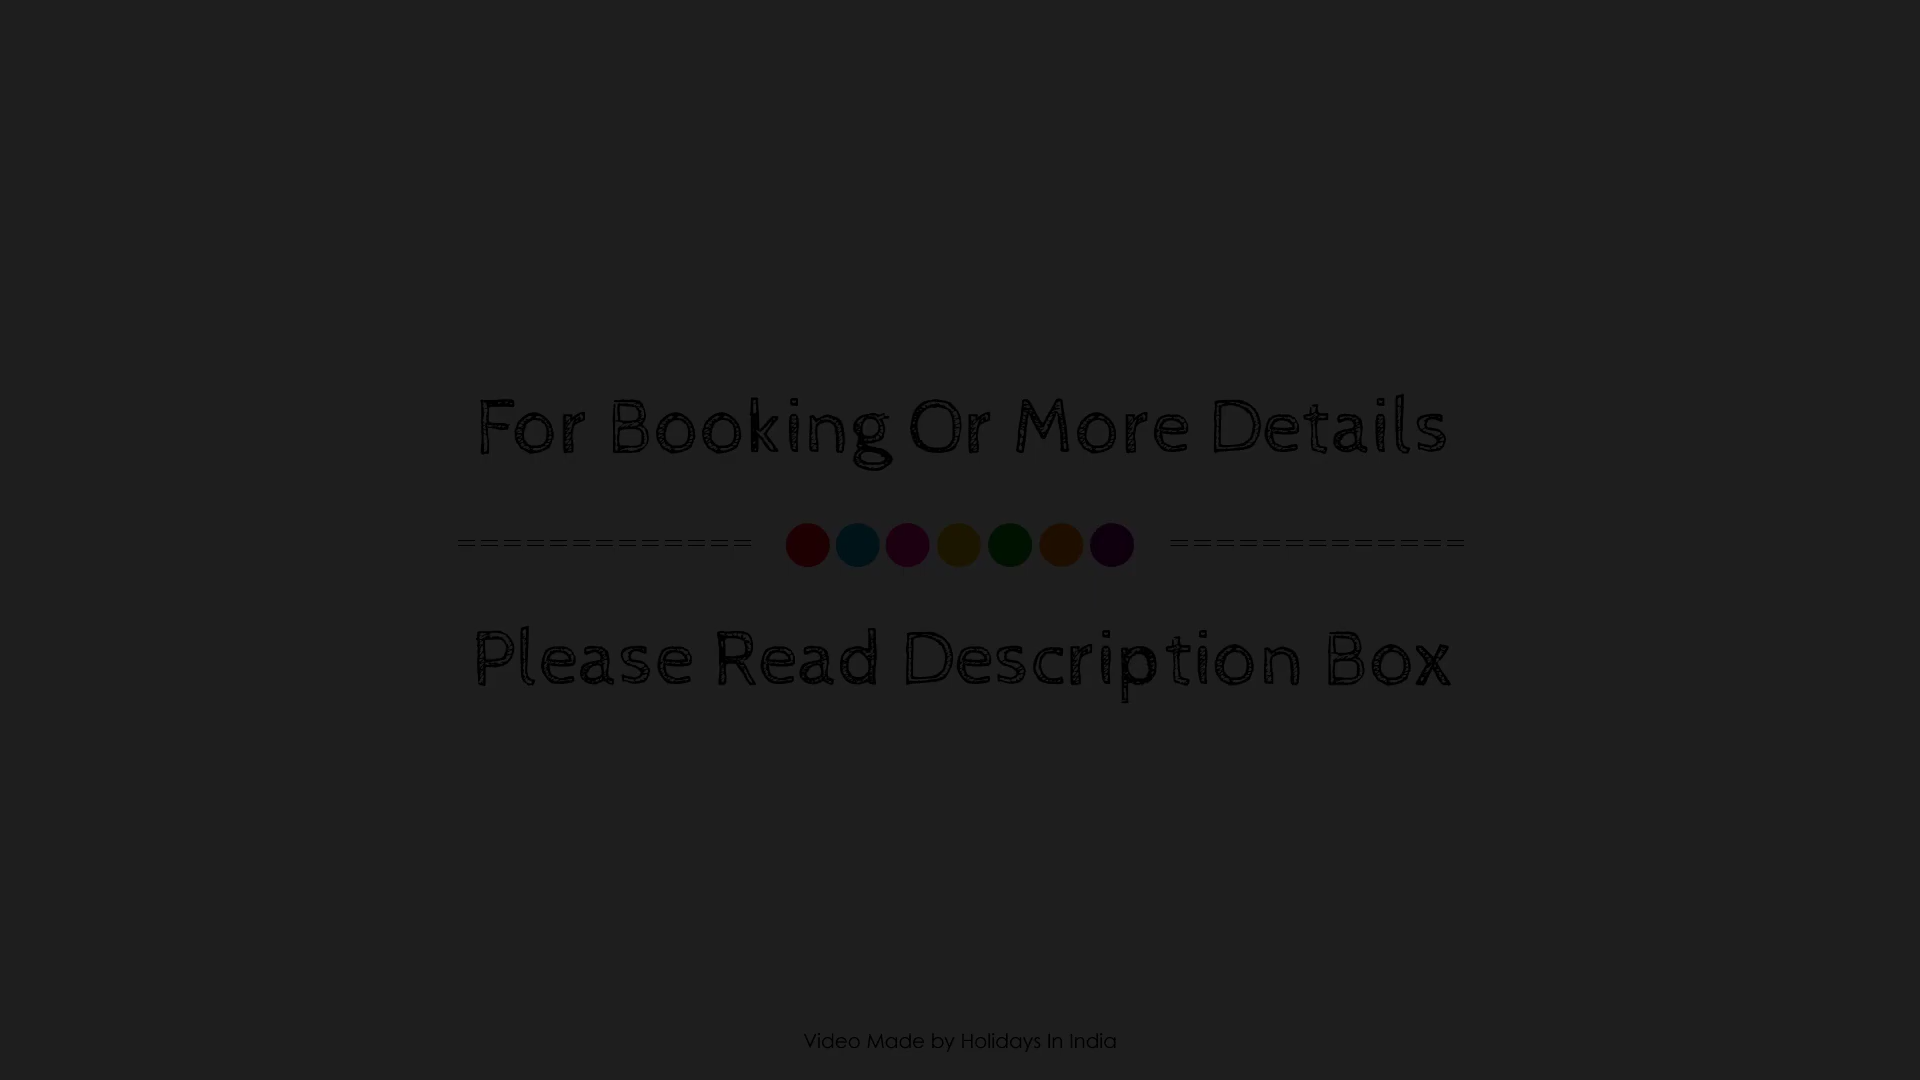 For Booking Or More Details
============= =============
Please Read Description Box
Video Made by Holidays In India